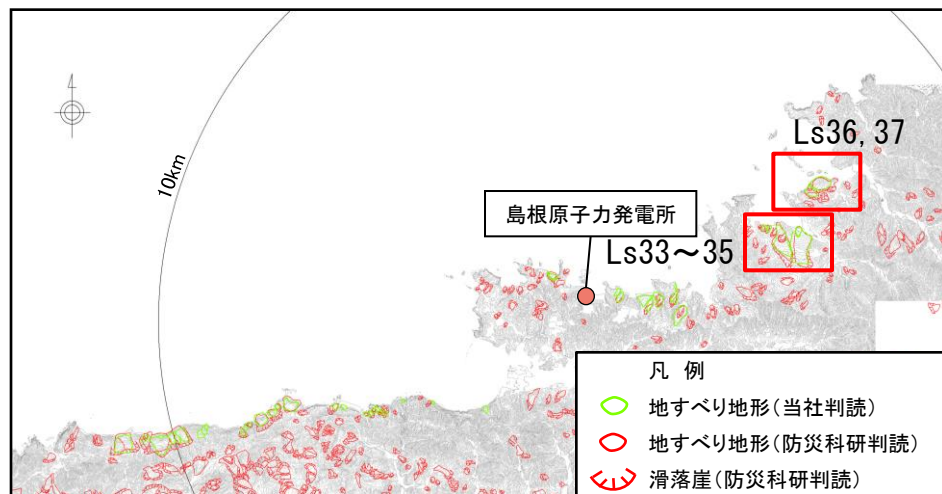 Ls36, 37
10km
島根原子力発電所
Ls33～35
凡 例
地すべり地形(当社判読)
地すべり地形(防災科研判読)
滑落崖(防災科研判読)